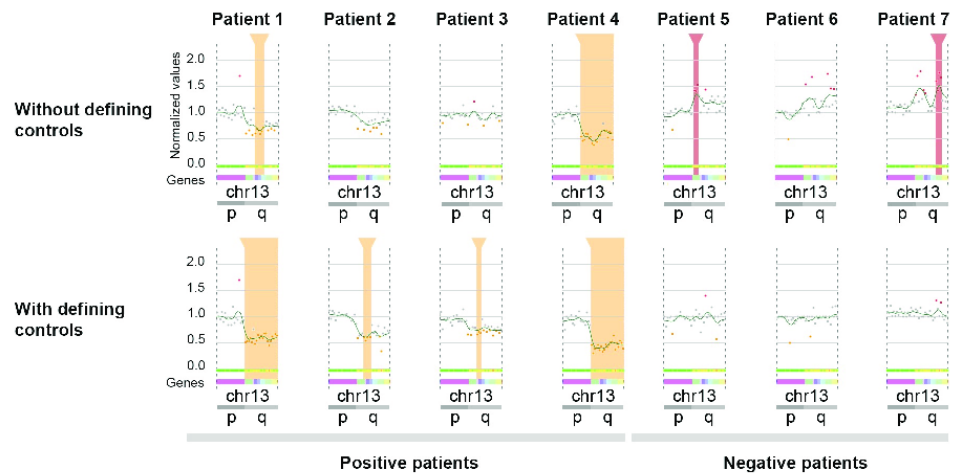 Patient 1 Patient 2 Patient 3 Patient 4 Patient 5 Patient 6 Patient 7
Without defining
controls
Normalized values
2.0
1.5
1.0
0.5
0.0
Genes
chr13 chr13 chr13 chr13 chr13 chr13 chr13
p q p q p q p q p q p q p q
With defining
controls
2.0
1.5
1.0
0.5
0.0
Genes
chr13 chr13 chr13 chr13 chr13 chr13 chr13
p q p q p q p q p q p q p q
Positive patients Negative patients